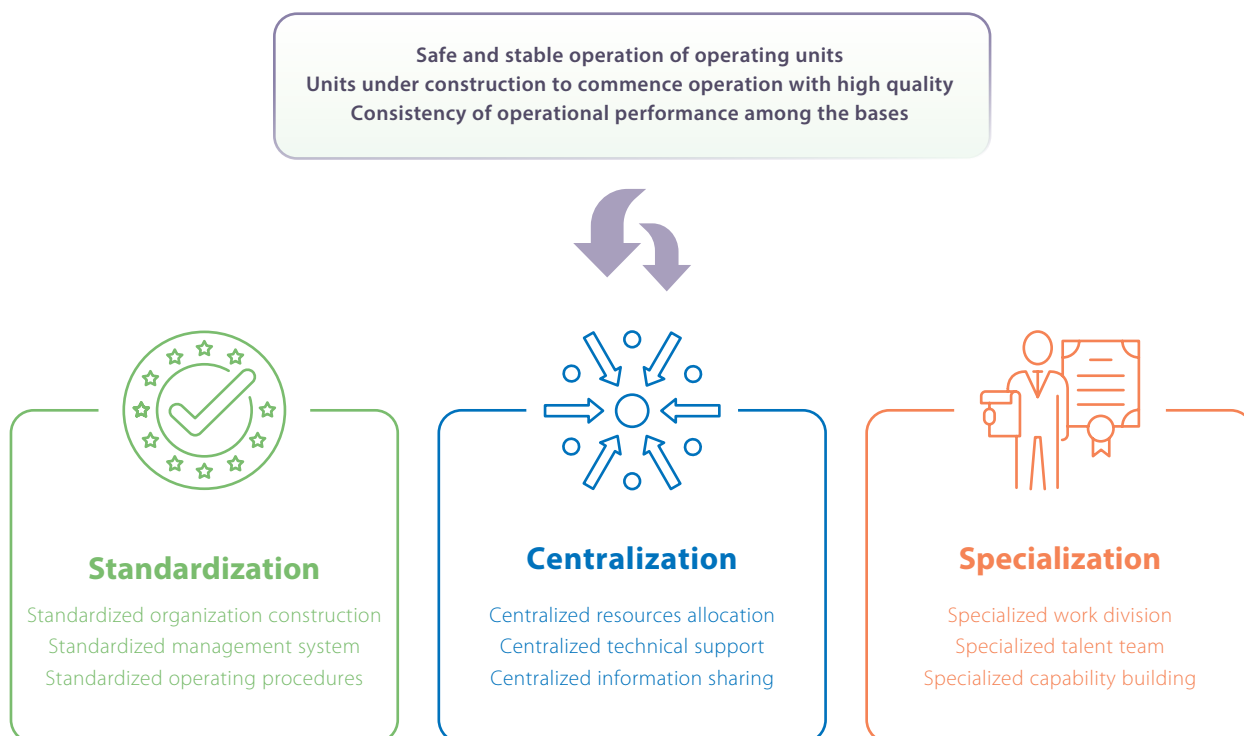 Safe and stable operation of operating units
Units under construction to commence operation with high quality
Consistency of operational performance among the bases
Standardization
Standardized organization construction
Standardized management system
Standardized operating procedures
Centralization
Centralized resources allocation
Centralized technical support
Centralized information sharing
Specialization
Specialized work division
Specialized talent team
Specialized capability building